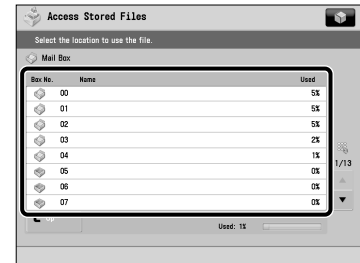 Access Stored Files
Select the location to use the file.
Mail Box
Box No. Name Used
00 5%
01 5%
02 5%
03 2%
04 1%
1/13
05 0%
06 0%
07 0%
Up
Used: 1%